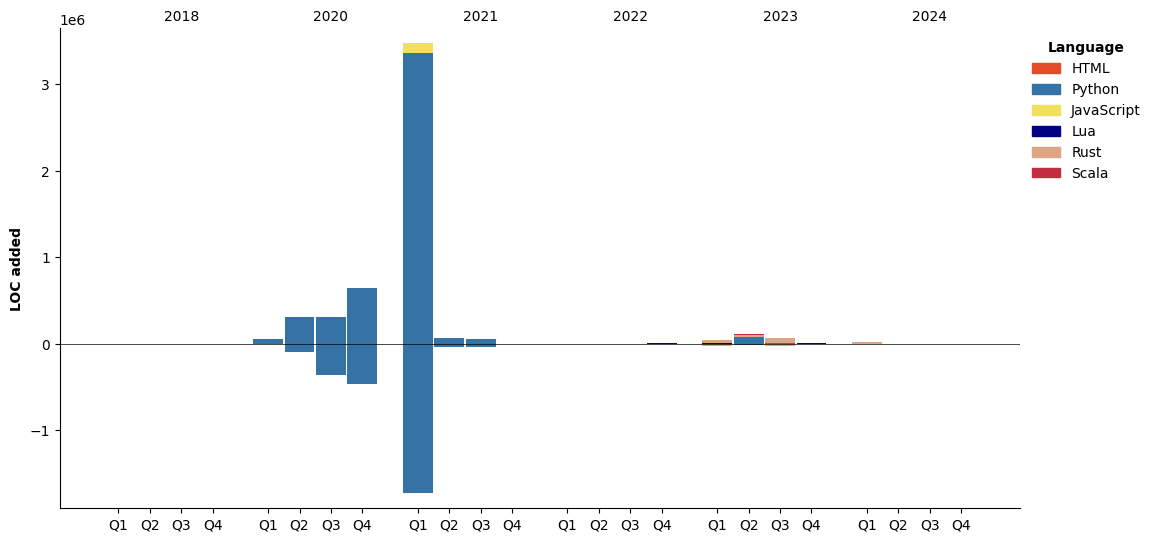 1e6
2018 2020 2021 2022 2023 2024
Language
HTML
Python
JavaScript
Lua
Rust
Scala
LOC added
3
2
1
0
−1
Q1 Q2 Q3 Q4 Q1 Q2 Q3 Q4 Q1 Q2 Q3 Q4 Q1 Q2 Q3 Q4 Q1 Q2 Q3 Q4 Q1 Q2 Q3 Q4